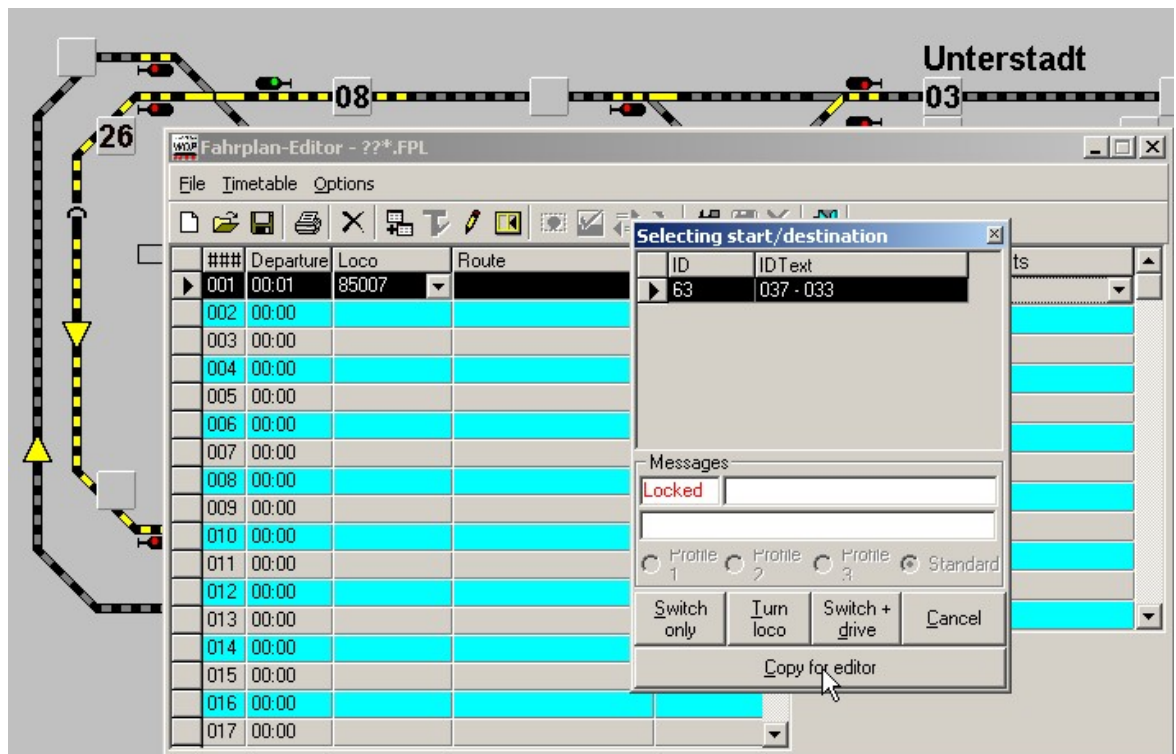 Unterstadt
08
03
26
Fahrplan-Editor - ??*.FPL
File Timetable Options
### Departure Loco Route
001 00:01 85007
002 00:00
003 00:00
004 00:00
005 00:00
006 00:00
007 00:00
008 00:00
009 00:00
010 00:00
011 00:00
012 00:00
013 00:00
014 00:00
015 00:00
016 00:00
017 00:00
ts
Selecting start/destination
ID IDText
63 037 - 033
Messages
Locked
Profile 1 Profile 2 Profile 3 Standard
Switch only
Turn loco
Switch + drive
Cancel
Copy for editor